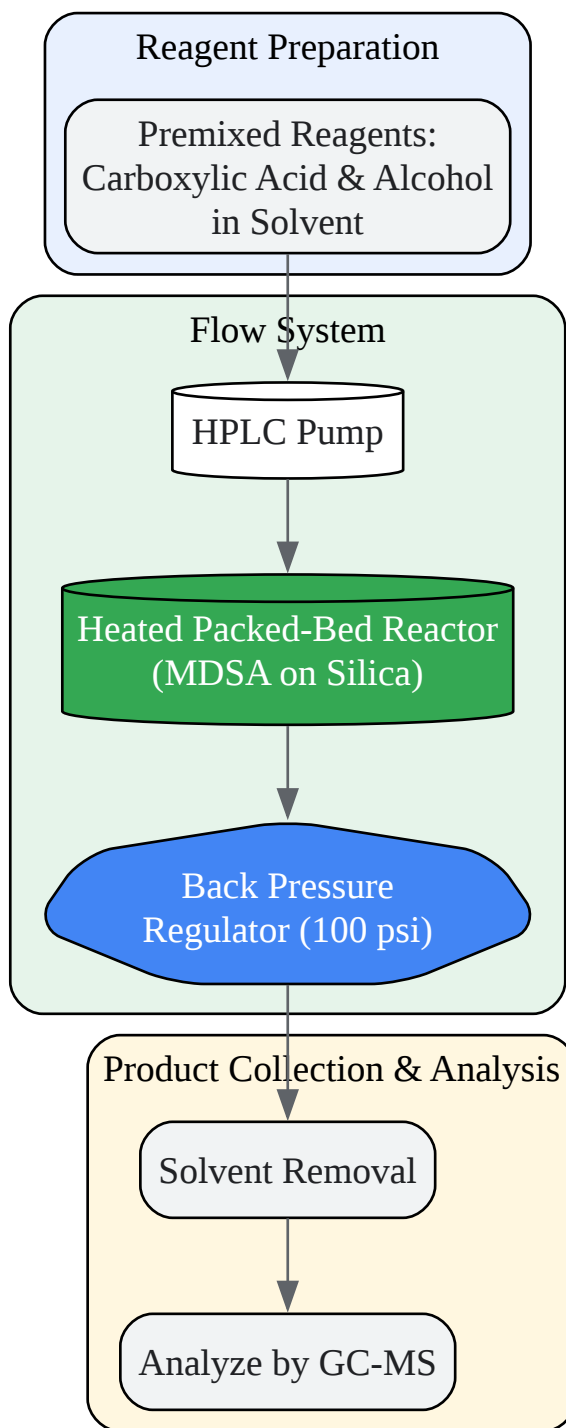 Reagent Preparation
Premixed Reagents:
Carboxylic Acid & Alcohol
in Solvent
Flow System
HPLC Pump
Heated Packed-Bed Reactor
(MDSA on Silica)
Back Pressure
Regulator (100 psi)
Product Collection & Analysis
Solvent Removal
Analyze by GC-MS